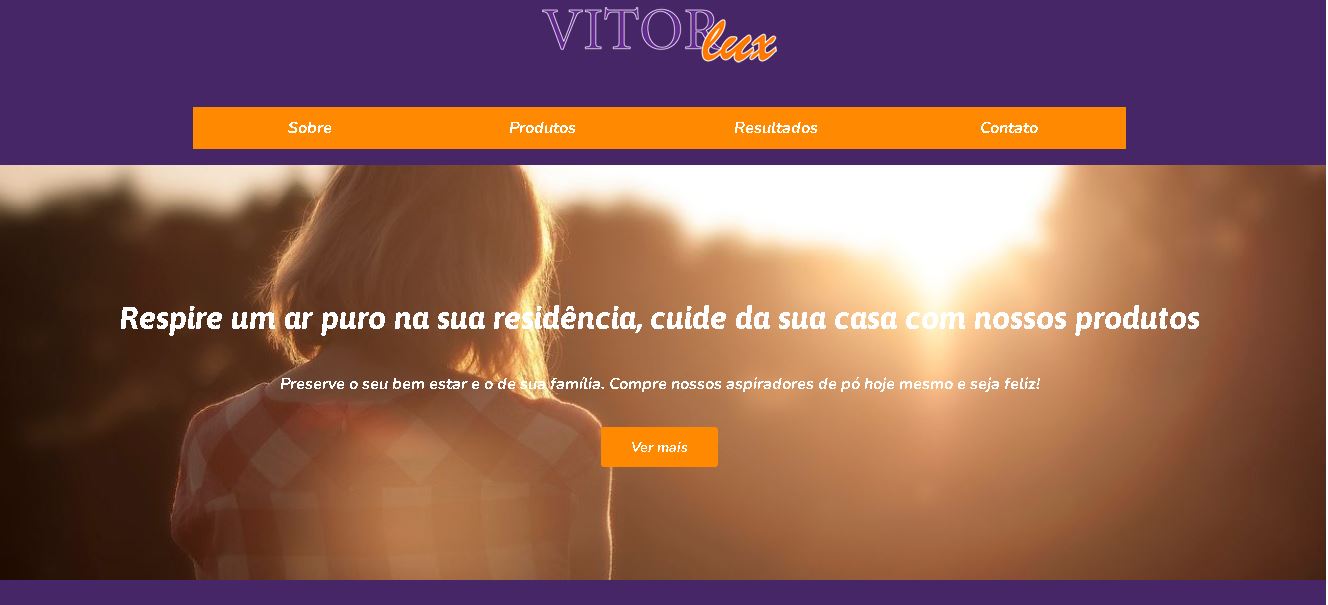 VITORlux
Sobre Produtos Resultados Contato
Respire um ar puro na sua residência, cuide da sua casa com nossos produtos
Preserve o seu bem estar e o de sua família. Compre nossos aspiradores de pó hoje mesmo e seja feliz!
Ver mais